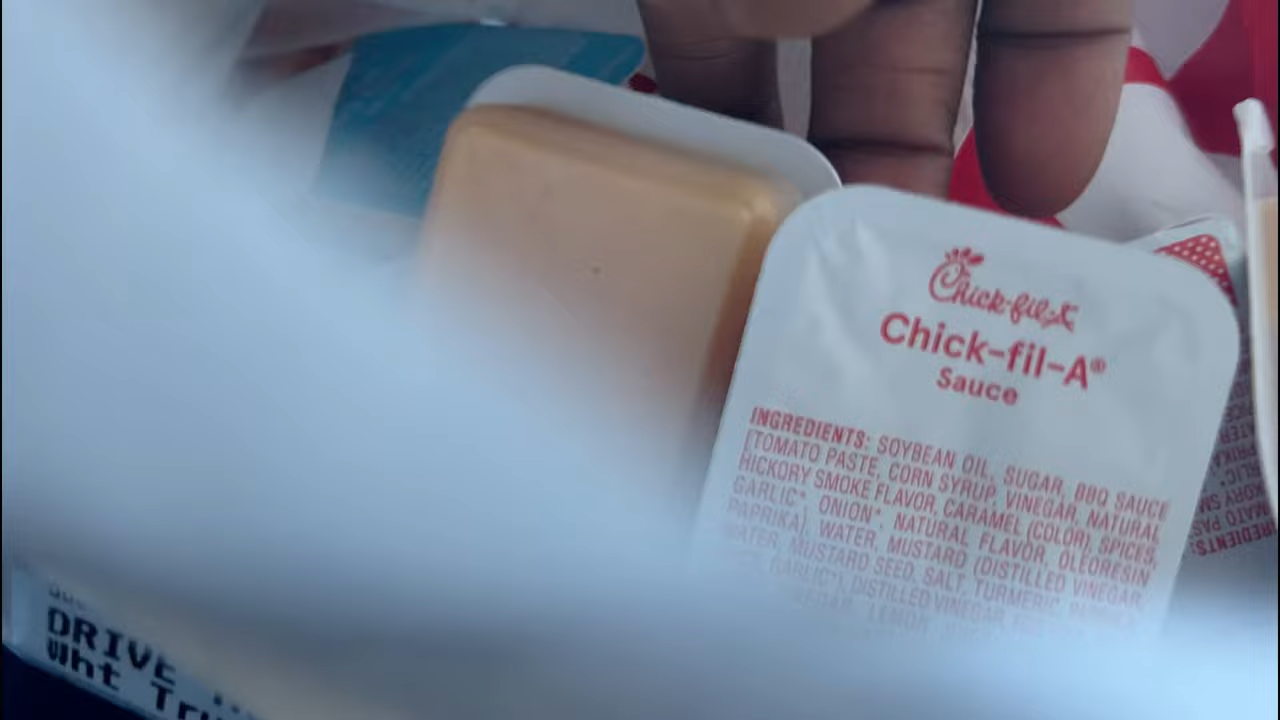 Chick-fil-A
Chick-fil-A®
Sauce
INGREDIENTS: SOYBEAN OIL, SUGAR, BBQ SAUCE
(TOMATO PASTE, CORN SYRUP, VINEGAR, NATURAL
HICKORY SMOKE FLAVOR, CARAMEL (COLOR), SPICES,
GARLIC*, ONION*, NATURAL FLAVOR, OLEORESIN
PAPRIKA), WATER, MUSTARD (DISTILLED VINEGAR,
WATER, MUSTARD SEED, SALT, TURMERIC,
GARLIC*), DISTILLED VINEGAR
LEMON
DRIVE
Wht